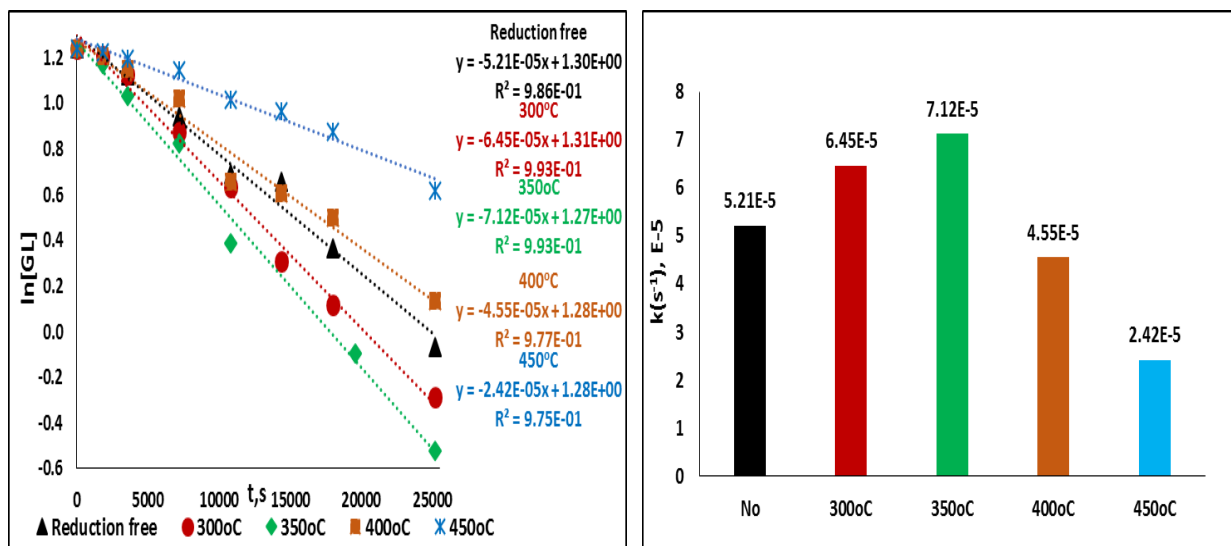 Reduction free
y = -5.21E-05x + 1.30E+00
R² = 9.86E-01
300°C
y = -6.45E-05x + 1.31E+00
R² = 9.93E-01
350oC
y = -7.12E-05x + 1.27E+00
R² = 9.93E-01
400°C
y = -4.55E-05x + 1.28E+00
R² = 9.77E-01
450°C
y = -2.42E-05x + 1.28E+00
R² = 9.75E-01
ln[GL]
1.2
1.0
0.8
0.6
0.4
0.2
0.0
-0.2
-0.4
-0.6
0 5000 10000 15000 20000 25000
t,s
Reduction free 300oC 350oC 400oC 450oC
k(s⁻¹), E-5
8
7
6
5
4
3
2
1
0
5.21E-5
6.45E-5
7.12E-5
4.55E-5
2.42E-5
No 300oC 350oC 400oC 450oC